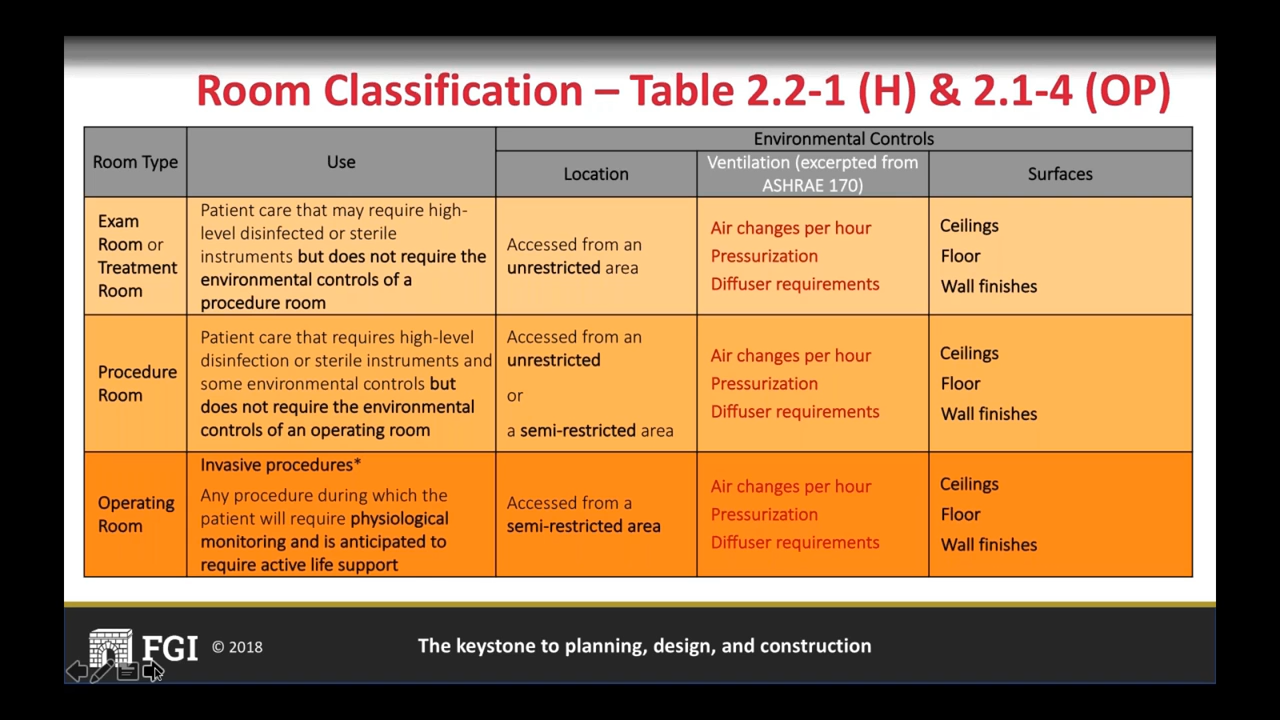 Room Classification – Table 2.2-1 (H) & 2.1-4 (OP)
Room Type
Use
Environmental Controls
Location
Ventilation (excerpted from
ASHRAE 170)
Surfaces
Exam
Room or
Treatment
Room
Patient care that may require high-
level disinfected or sterile
instruments but does not require the
environmental controls of a
procedure room
Accessed from an
unrestricted area
Air changes per hour
Pressurization
Diffuser requirements
Ceilings
Floor
Wall finishes
Procedure
Room
Patient care that requires high-level
disinfection or sterile instruments and
some environmental controls but
does not require the environmental
controls of an operating room
Accessed from an
unrestricted
or
a semi-restricted area
Air changes per hour
Pressurization
Diffuser requirements
Ceilings
Floor
Wall finishes
Operating
Room
Invasive procedures*
Any procedure during which the
patient will require physiological
monitoring and is anticipated to
require active life support
Accessed from a
semi-restricted area
Air changes per hour
Pressurization
Diffuser requirements
Ceilings
Floor
Wall finishes
FGI © 2018
The keystone to planning, design, and construction